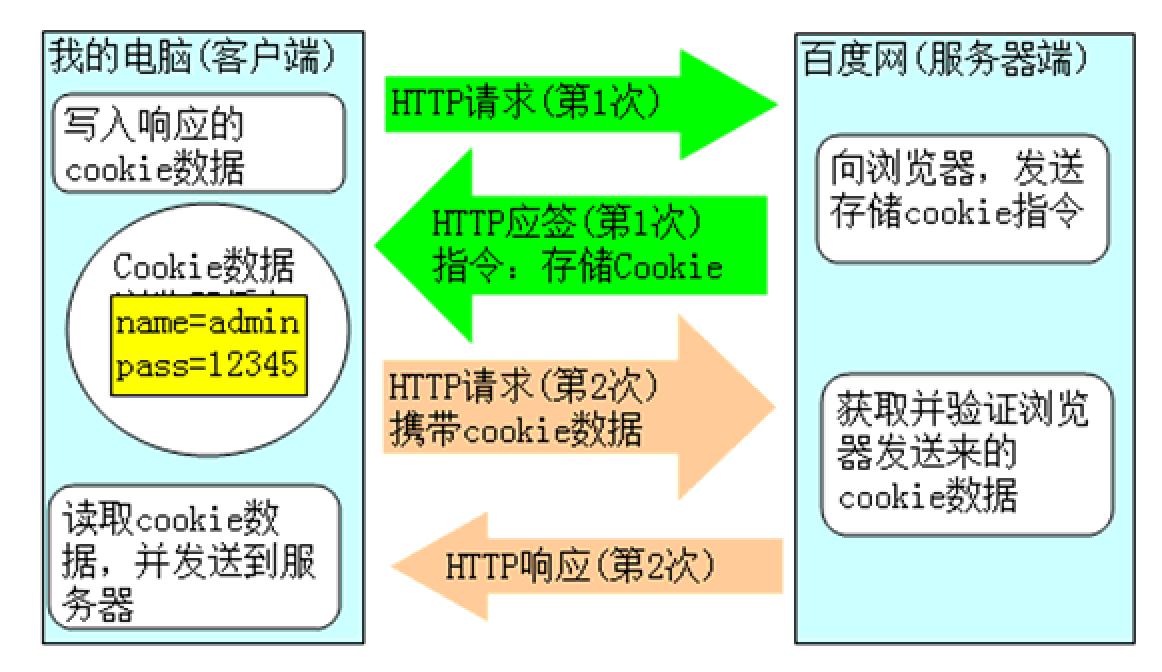 我的电脑(客户端)
写入响应的
cookie数据
Cookie数据
name=admin
pass=12345
读取cookie数
据，并发送到服
务器
HTTP请求(第1次)
HTTP应签(第1次)
指令：存储Cookie
HTTP请求(第2次)
携带cookie数据
HTTP响应(第2次)
百度网(服务器端)
向浏览器，发送
存储cookie指令
获取并验证浏览
器发送来的
cookie数据